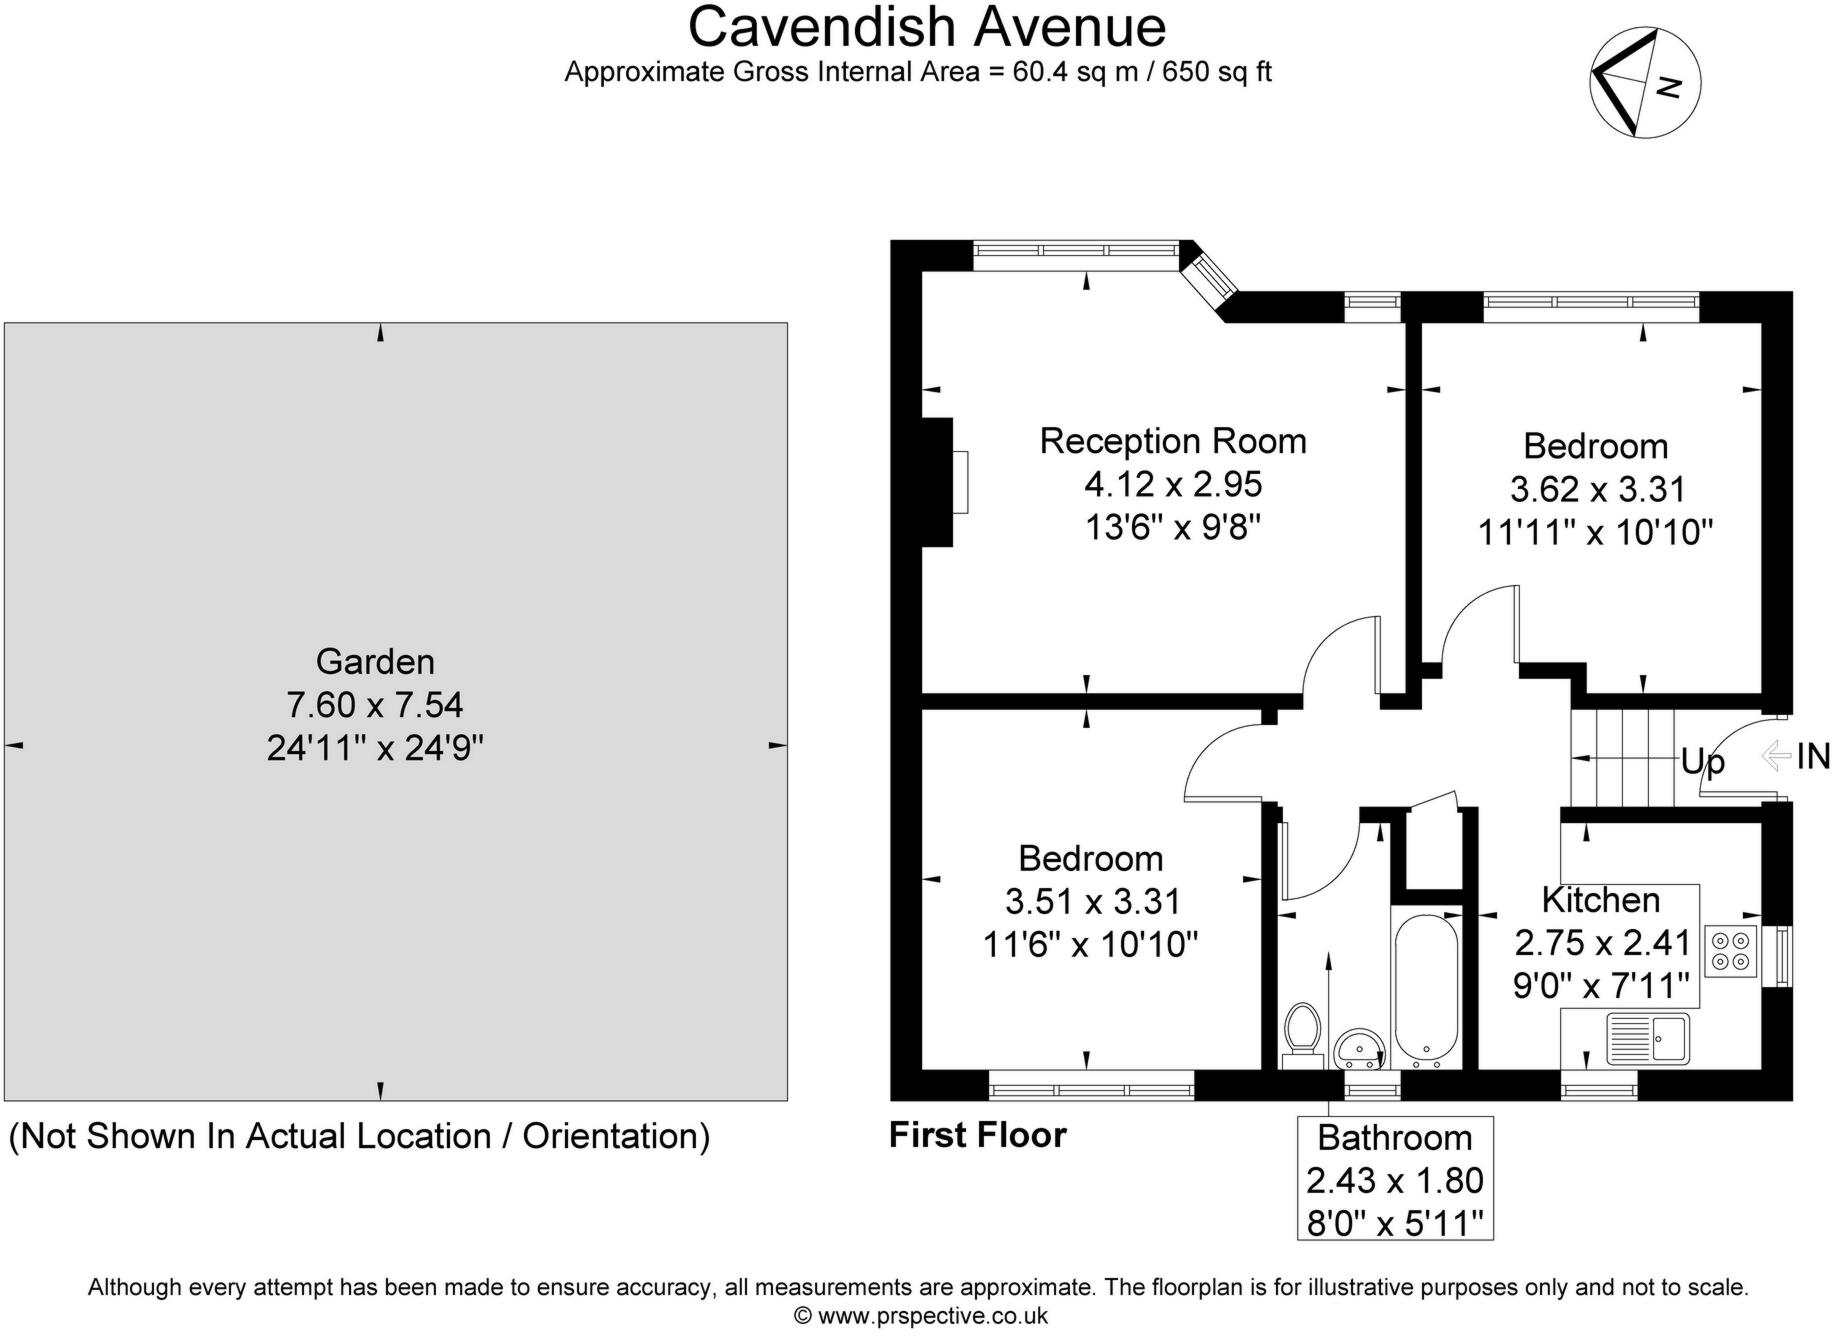 Cavendish Avenue
Approximate Gross Internal Area = 60.4 sq m / 650 sq ft
N
Reception Room
4.12 x 2.95
13'6" x 9'8"
Bedroom
3.62 x 3.31
11'11" x 10'10"
Garden
7.60 x 7.54
24'11" x 24'9"
Up
IN
Bedroom
3.51 x 3.31
11'6" x 10'10"
Kitchen
2.75 x 2.41
9'0" x 7'11"
(Not Shown In Actual Location / Orientation)
First Floor
Bathroom
2.43 x 1.80
8'0" x 5'11"
Although every attempt has been made to ensure accuracy, all measurements are approximate. The floorplan is for illustrative purposes only and not to scale.
© www.prspective.co.uk